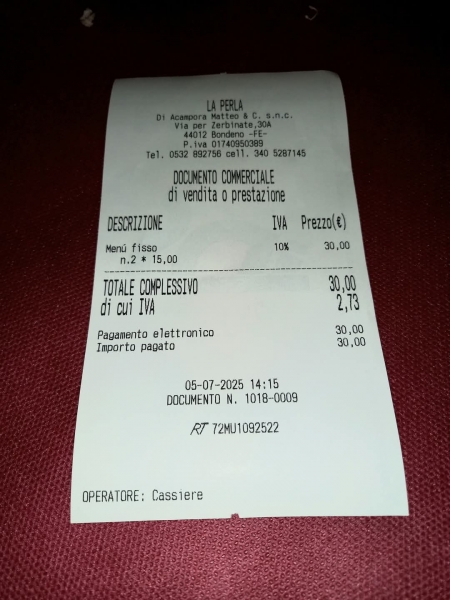 LA PERLA
Di Acampora Matteo & C. s.n.c.
Via per Zerbinate,30A
44012 Bondeno -FE-
P.iva 01740950389
Tel. 0532 892756 cell. 340 5287145
DOCUMENTO COMMERCIALE
di vendita o prestazione
DESCRIZIONE IVA Prezzo(€)
Menù fisso 10% 30,00
n.2 * 15,00
TOTALE COMPLESSIVO 30,00
di cui IVA 2,73
Pagamento elettronico 30,00
Importo pagato 30,00
05-07-2025 14:15
DOCUMENTO N. 1018-0009
RT 72MU1092522
OPERATORE: Cassiere